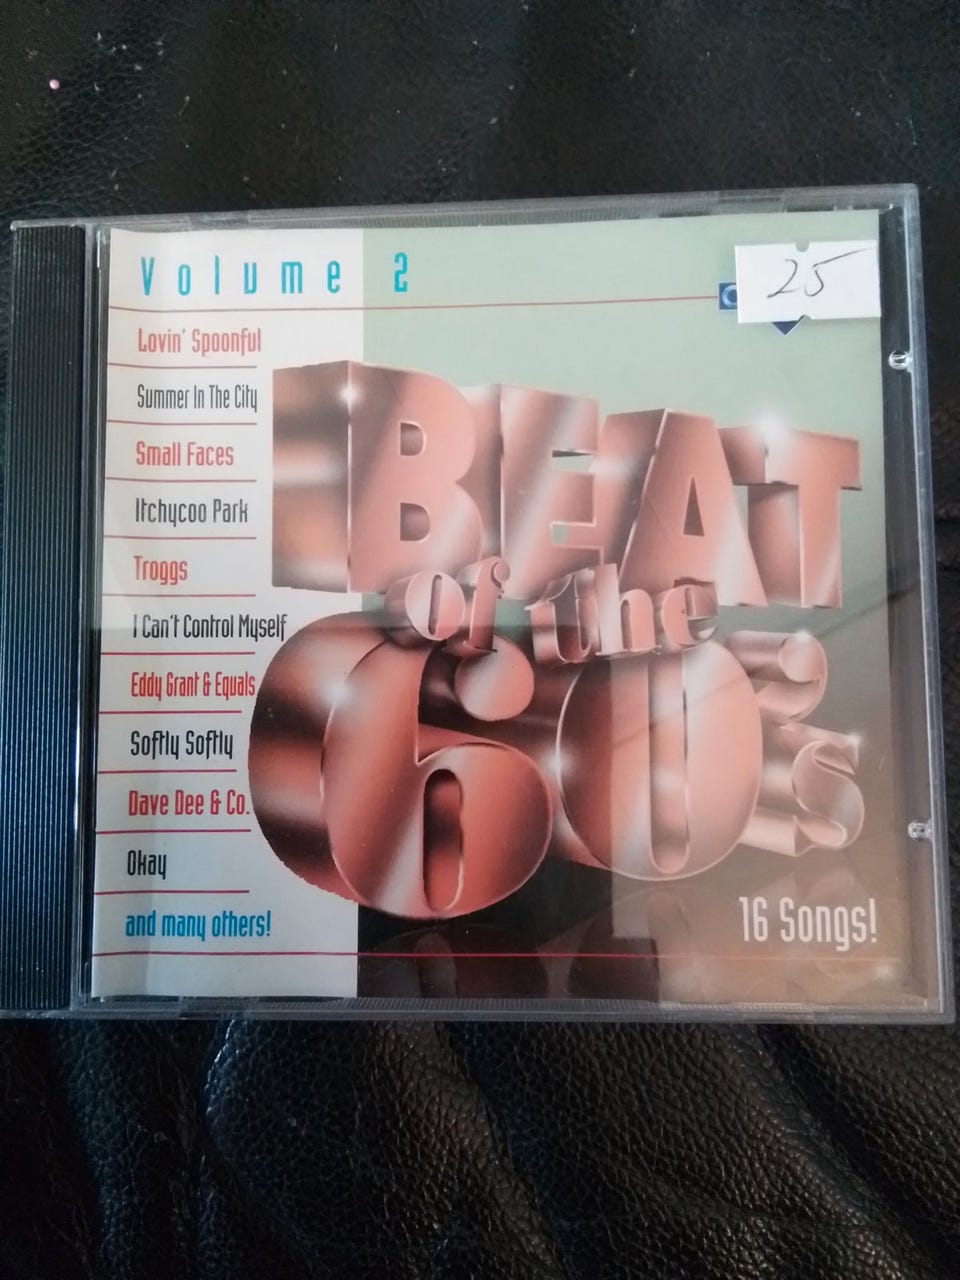 Volume 2
25
Lovin' Spoonful
Summer In The City
Small Faces
Itchycoo Park
Troggs
I Can't Control Myself
Eddy Grant & Equals
Softly Softly
Dave Dee & Co.
Okay
and many others!
BEAT
of the
60's
16 Songs!